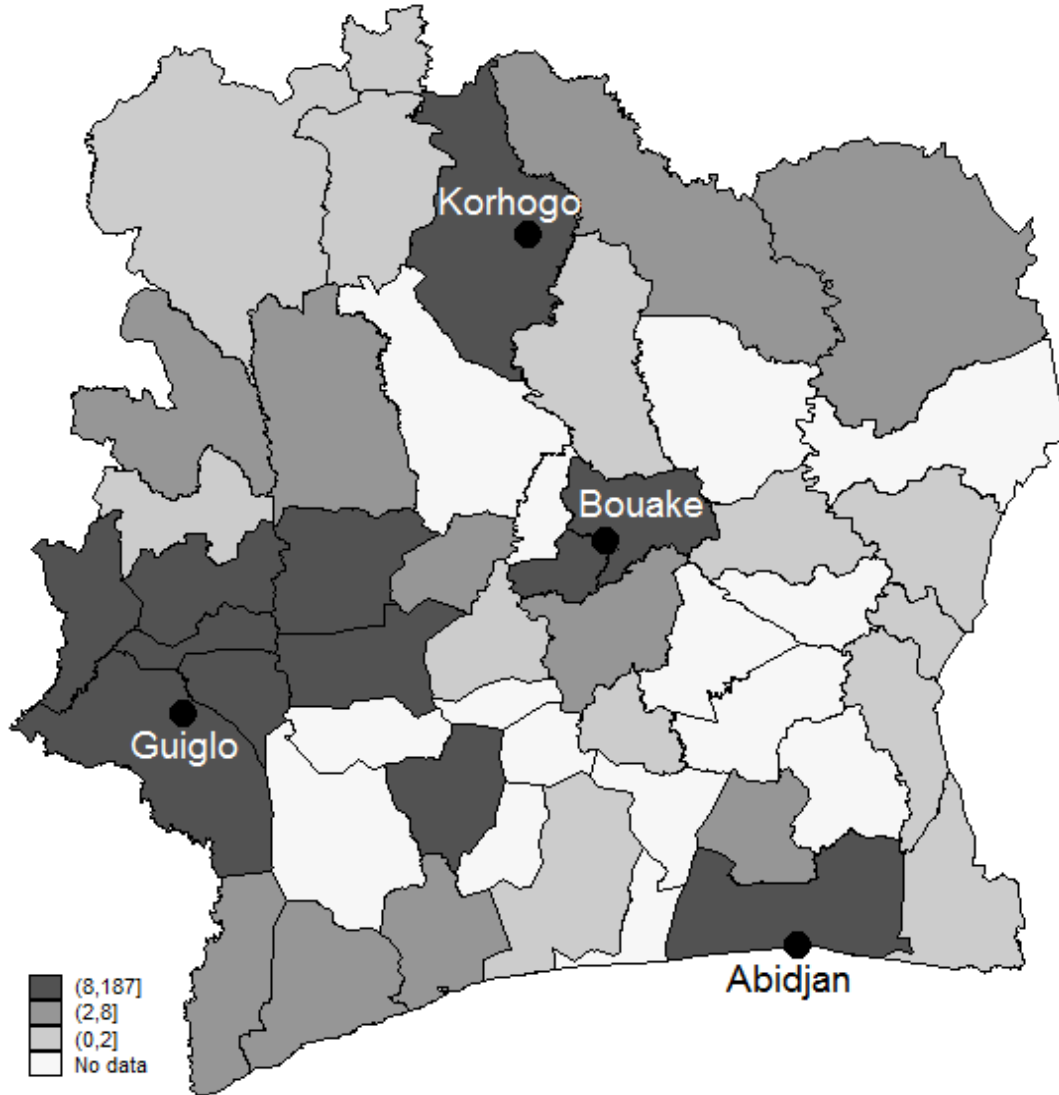 Korhogo
Bouake
Guiglo
Abidjan
(8,187]
(2,8]
(0,2]
No data